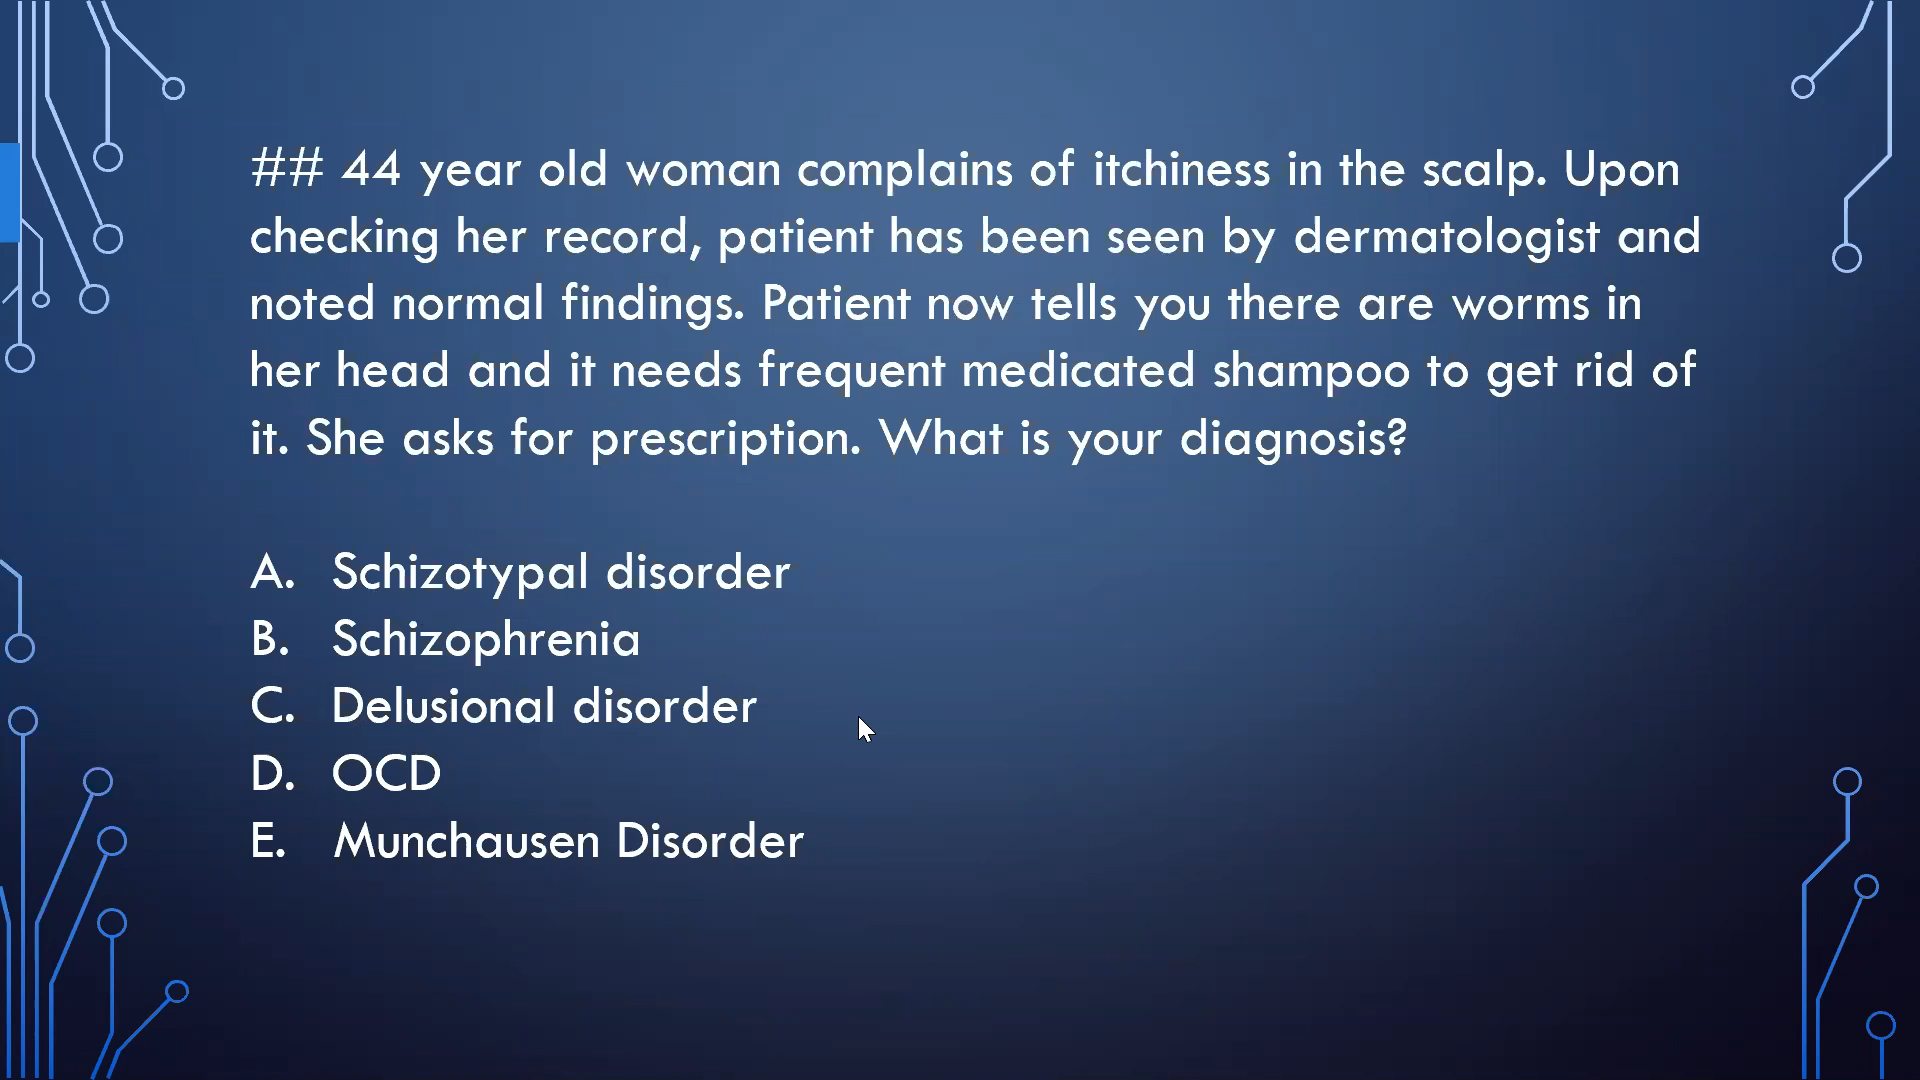 ## 44 year old woman complains of itchiness in the scalp. Upon
checking her record, patient has been seen by dermatologist and
noted normal findings. Patient now tells you there are worms in
her head and it needs frequent medicated shampoo to get rid of
it. She asks for prescription. What is your diagnosis?
A. Schizotypal disorder
B. Schizophrenia
C. Delusional disorder
D. OCD
E. Munchausen Disorder